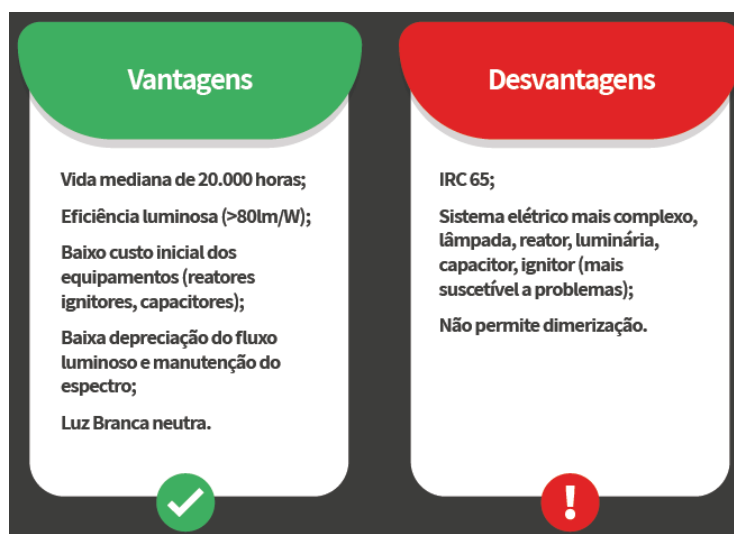 Vantagens
Vida mediana de 20.000 horas;
Eficiência luminosa (>80lm/W);
Baixo custo inicial dos
equipamentos (reatores
ignitores, capacitores);
Baixa depreciação do fluxo
luminoso e manutenção do
espectro;
Luz Branca neutra.
Desvantagens
IRC 65;
Sistema elétrico mais complexo,
lâmpada, reator, luminária,
capacitor, ignitor (mais
suscetível a problemas);
Não permite dimerização.